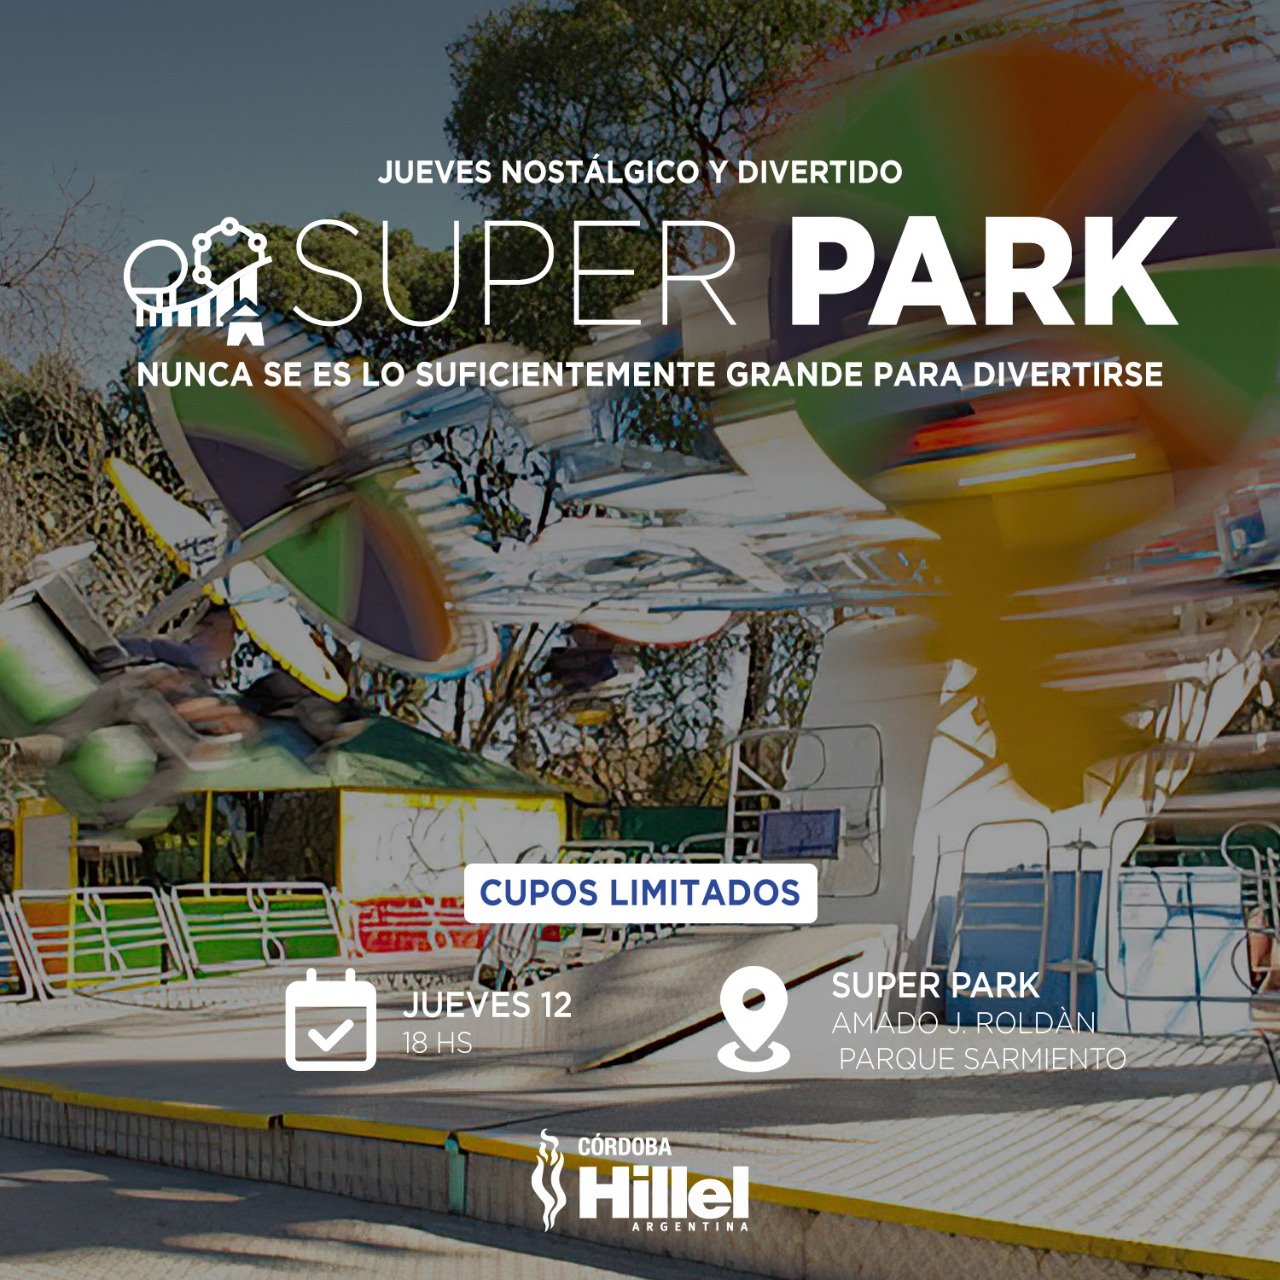 JUEVES NOSTÁLGICO Y DIVERTIDO
SUPER PARK
NUNCA SE ES LO SUFICIENTEMENTE GRANDE PARA DIVERTIRSE
CUPOS LIMITADOS
JUEVES 12
18 HS
SUPER PARK
AMADO J. ROLDÀN
PARQUE SARMIENTO
CÓRDOBA
Hillel
ARGENTINA